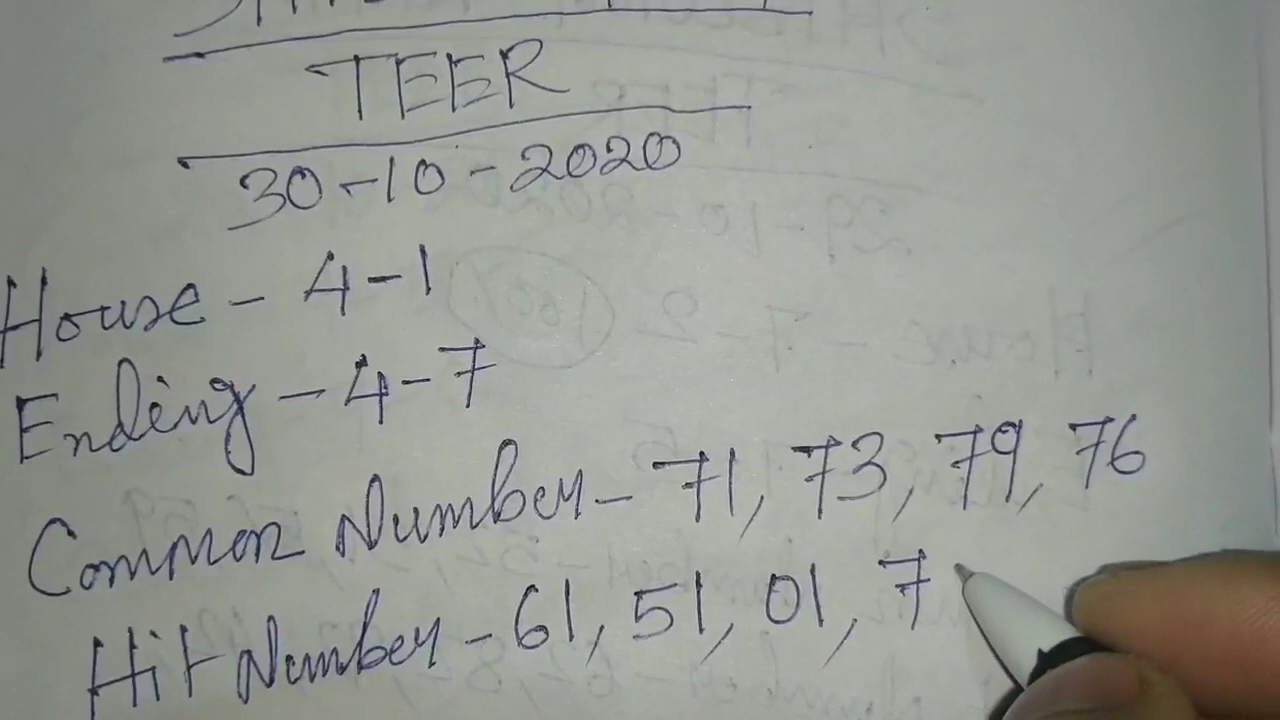 TEER
30-10-2020
House - 4-1
Ending - 4-7
Common Number - 71, 73, 79, 76
Hit Number - 61, 51, 01, 7